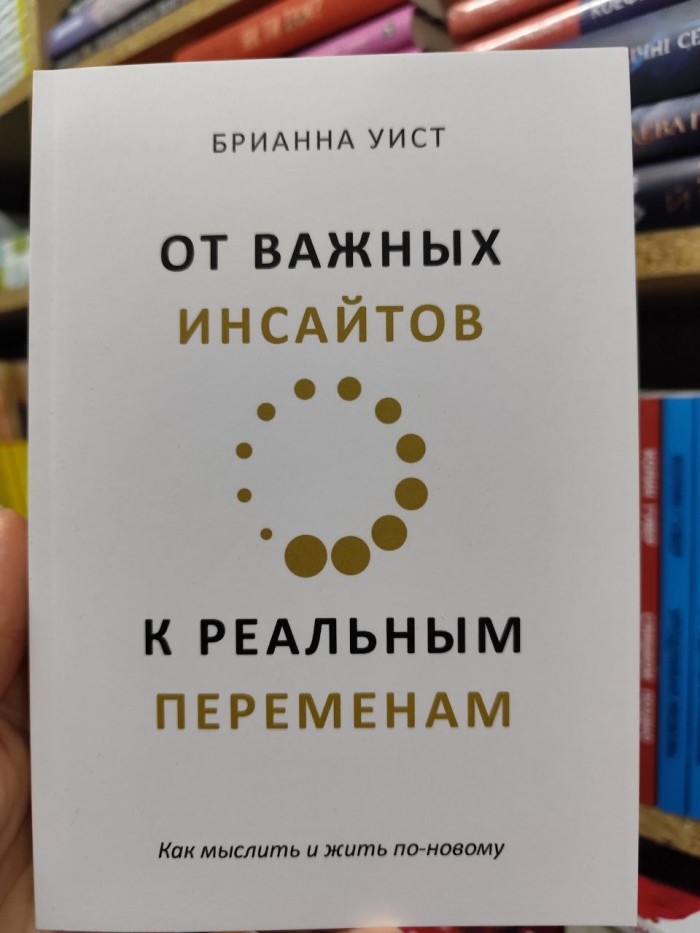 БРИАННА УИСТ
ОТ ВАЖНЫХ
ИНСАЙТОВ
К РЕАЛЬНЫМ
ПЕРЕМЕНАМ
Как мыслить и жить по-новому